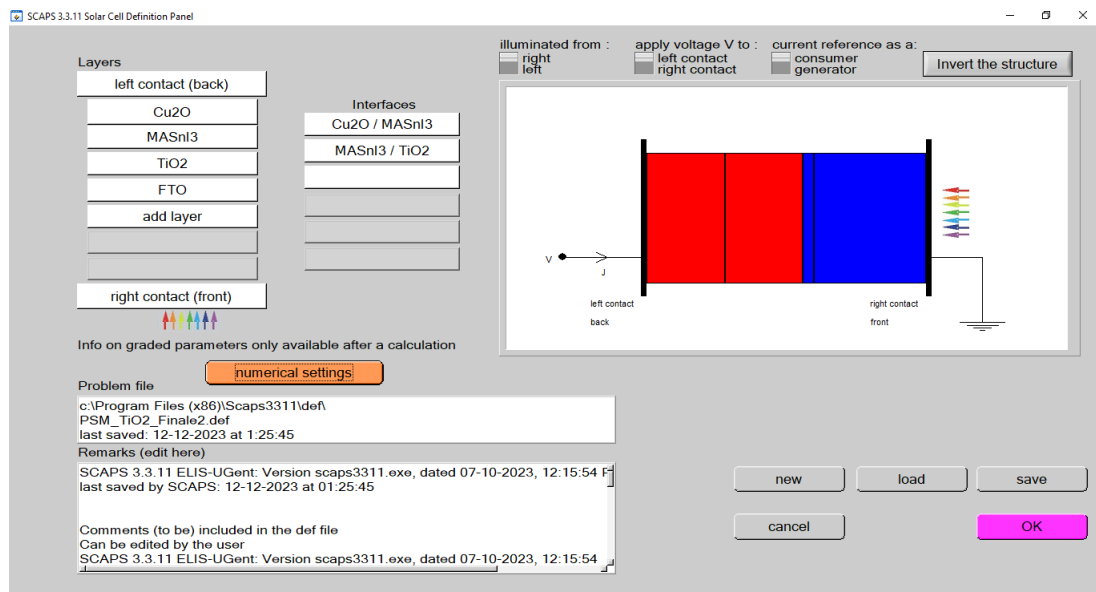 SCAPS 3.3.11 Solar Cell Definition Panel
illuminated from :
right
left
apply voltage V to :
left contact
right contact
current reference as a:
consumer
generator
Invert the structure
Layers
left contact (back)
Cu2O
MASnI3
TiO2
FTO
add layer
right contact (front)
Interfaces
Cu2O / MASnI3
MASnI3 / TiO2
V
J
left contact
back
right contact
front
Info on graded parameters only available after a calculation
numerical settings
Problem file
c:\Program Files (x86)\Scaps3311\def\
PSM_TiO2_Finale2.def
last saved: 12-12-2023 at 1:25:45
Remarks (edit here)
SCAPS 3.3.11 ELIS-UGent: Version scaps3311.exe, dated 07-10-2023, 12:15:54
last saved by SCAPS: 12-12-2023 at 01:25:45
Comments (to be) included in the def file
Can be edited by the user
SCAPS 3.3.11 ELIS-UGent: Version scaps3311.exe, dated 07-10-2023, 12:15:54
new
load
save
cancel
OK